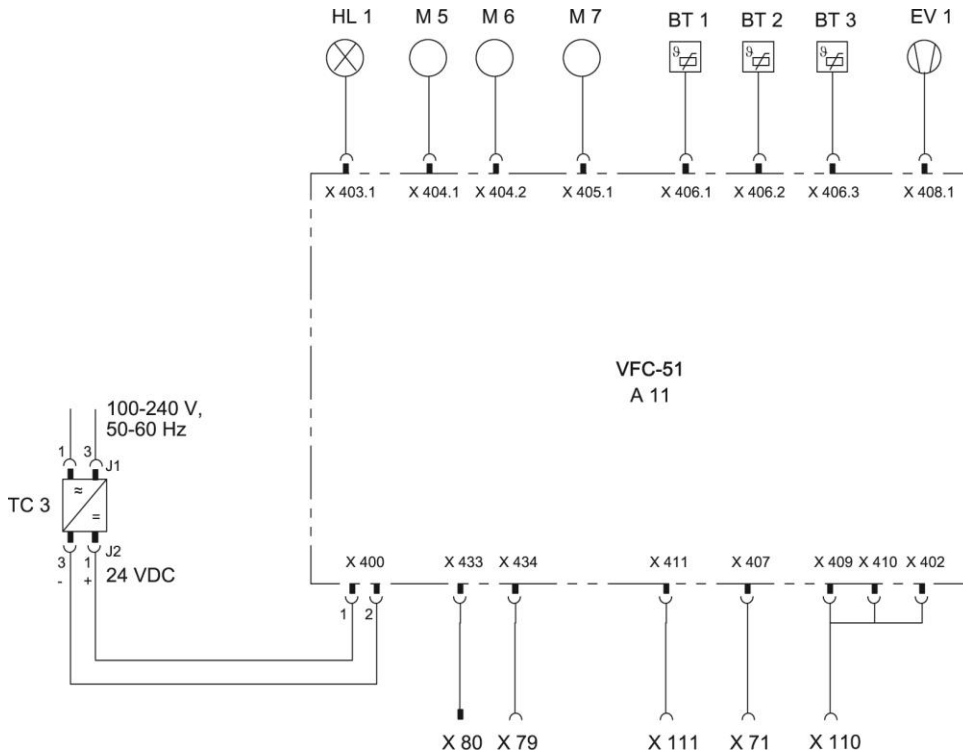 HL 1 M 5 M 6 M 7 BT 1 BT 2 BT 3 EV 1
ϑ ϑ ϑ
X 403.1 X 404.1 X 404.2 X 405.1 X 406.1 X 406.2 X 406.3 X 408.1
VFC-51
A 11
100-240 V,
50-60 Hz
1 3 J1
TC 3
≈
=
J2
3 1 24 VDC
- +
X 400 X 433 X 434 X 411 X 407 X 409 X 410 X 402
1 2
X 80 X 79 X 111 X 71 X 110